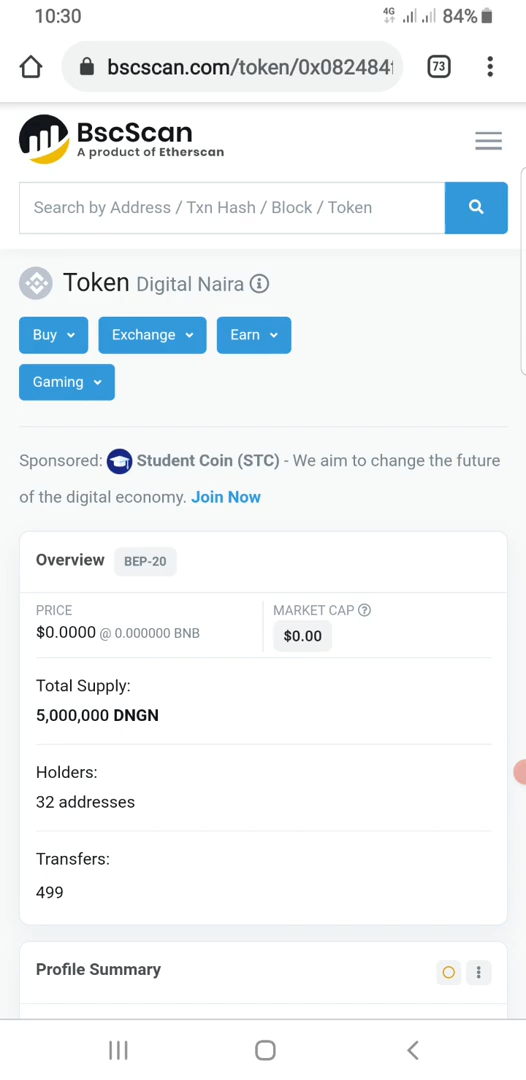 10:30
4G
84%
bscscan.com/token/0x082484f
73
BscScan
A product of Etherscan
Search by Address / Txn Hash / Block / Token
Token Digital Naira
Buy
Exchange
Earn
Gaming
Sponsored: Student Coin (STC) - We aim to change the future
of the digital economy. Join Now
Overview BEP-20
PRICE
MARKET CAP
$0.0000 @ 0.000000 BNB
$0.00
Total Supply:
5,000,000 DNGN
Holders:
32 addresses
Transfers:
499
Profile Summary